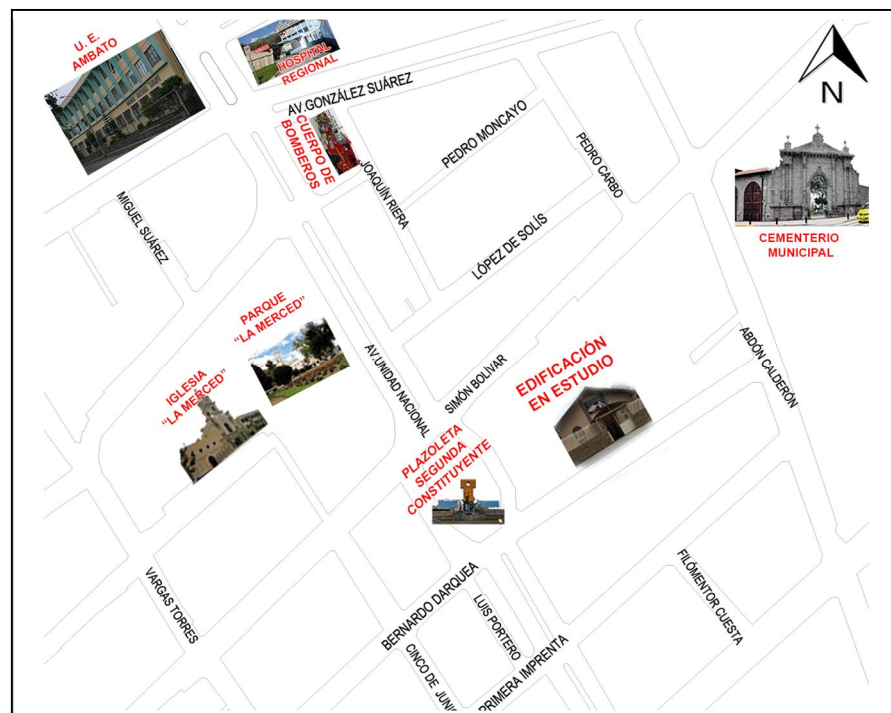 U. E.
AMBATO
HOSPITAL
REGIONAL
AV.GONZÁLEZ SUÁREZ
CUERPO DE
BOMBEROS
JOAQUÍN RIERA
PEDRO MONCAYO
PEDRO CARBO
N
CEMENTERIO
MUNICIPAL
MIGUEL SUÁREZ
LÓPEZ DE SOLÍS
PARQUE
"LA MERCED"
IGLESIA
"LA MERCED"
AV.UNIDAD NACIONAL
SIMÓN BOLÍVAR
EDIFICACIÓN
EN ESTUDIO
ABDÓN CALDERÓN
PLAZOLETA
SEGUNDA
CONSTITUYENTE
VARGAS TORRES
BERNARDO DARQUEA
LUIS PORTERO
FILÓMENTOR CUESTA
CINCO DE JUNIO
PRIMERA IMPRENTA